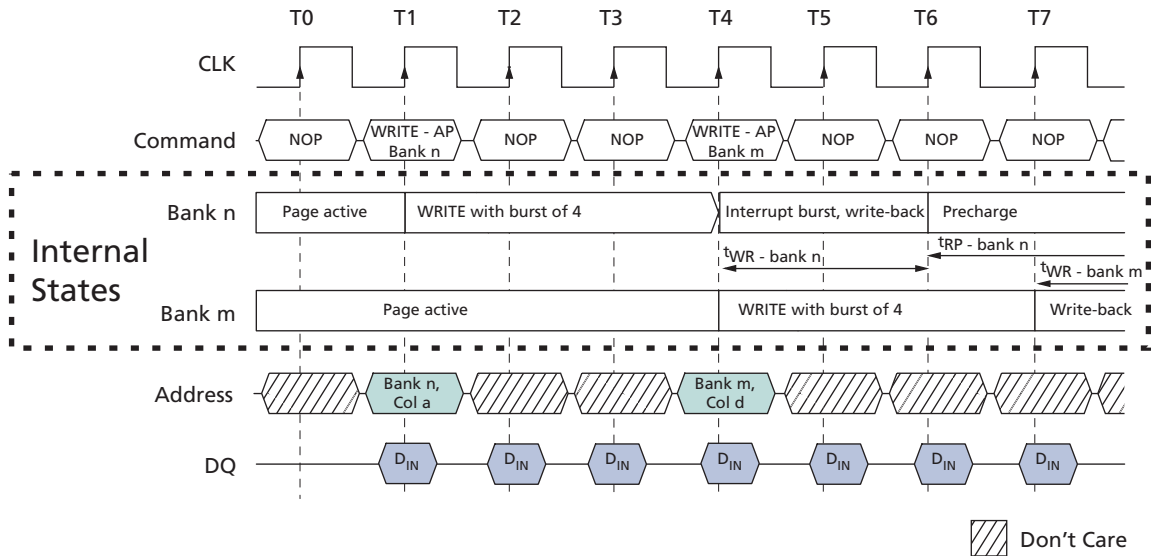 T0 T1 T2 T3 T4 T5 T6 T7
CLK
Command NOP WRITE - AP NOP NOP WRITE - AP NOP NOP NOP
Bank n Bank m
Bank n Page active WRITE with burst of 4 Interrupt burst, write-back Precharge
Internal
States
tWR - bank n tRP - bank n
tWR - bank m
Bank m Page active WRITE with burst of 4 Write-back
Address Bank n, Bank m,
Col a Col d
DQ DIN DIN DIN DIN DIN DIN DIN
Don't Care